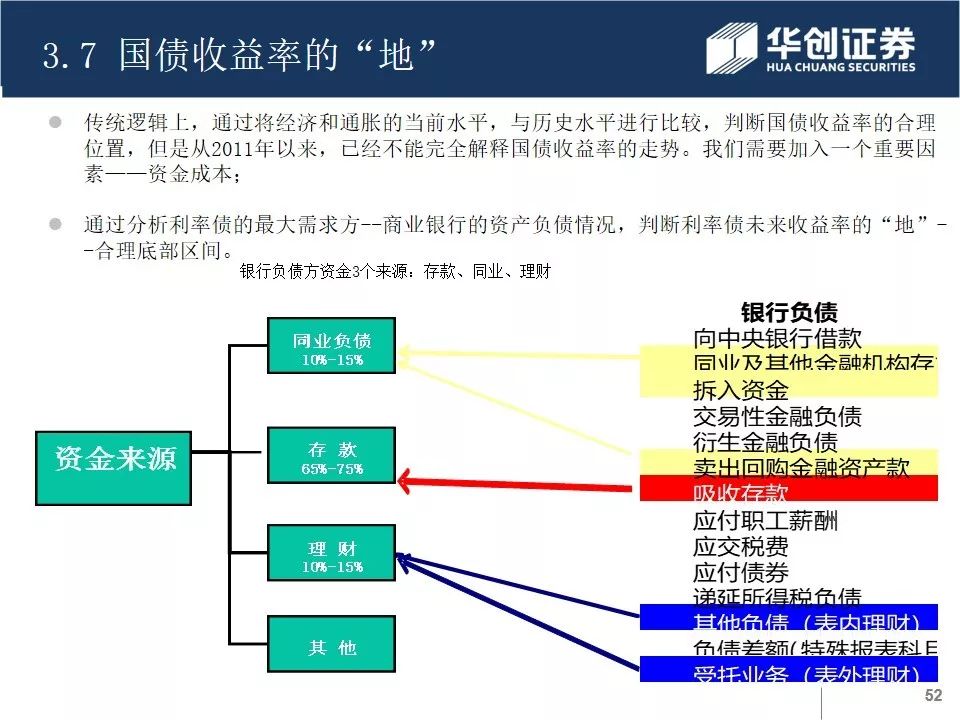 3.7 国债收益率的“地”
华创证券
HUA CHUANG SECURITIES
传统逻辑上，通过将经济和通胀的当前水平，与历史水平进行比较，判断国债收益率的合理
位置，但是从2011年以来，已经不能完全解释国债收益率的走势。我们需要加入一个重要因
素——资金成本；
通过分析利率债的最大需求方--商业银行的资产负债情况，判断利率债未来收益率的“地”-
-合理底部区间。
银行负债方资金3个来源：存款、同业、理财
资金来源
同业负债
10%-15%
存 款
65%-75%
理 财
10%-15%
其 他
银行负债
向中央银行借款
同业及其他金融机构存
拆入资金
交易性金融负债
衍生金融负债
卖出回购金融资产款
吸收存款
应付职工薪酬
应交税费
应付债券
递延所得税负债
其他负债（表内理财）
负债差额(特殊报表科目
受托业务（表外理财）
52